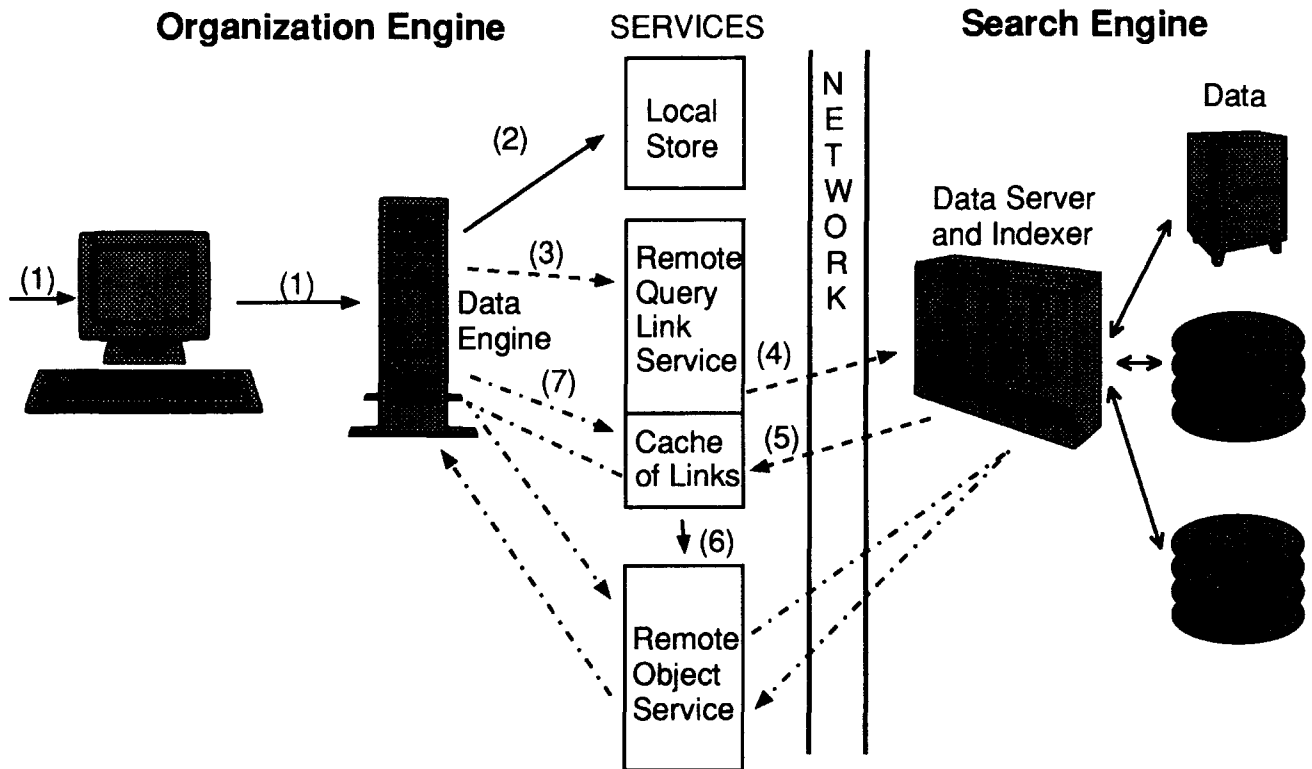 Organization Engine
SERVICES
Search Engine
Local
Store
NETWORK
Data
(2)
Data Server
and Indexer
(1)
(1)
(3)
Remote
Query
Link
Service
Data
Engine
(4)
(7)
Cache
of Links
(5)
(6)
Remote
Object
Service